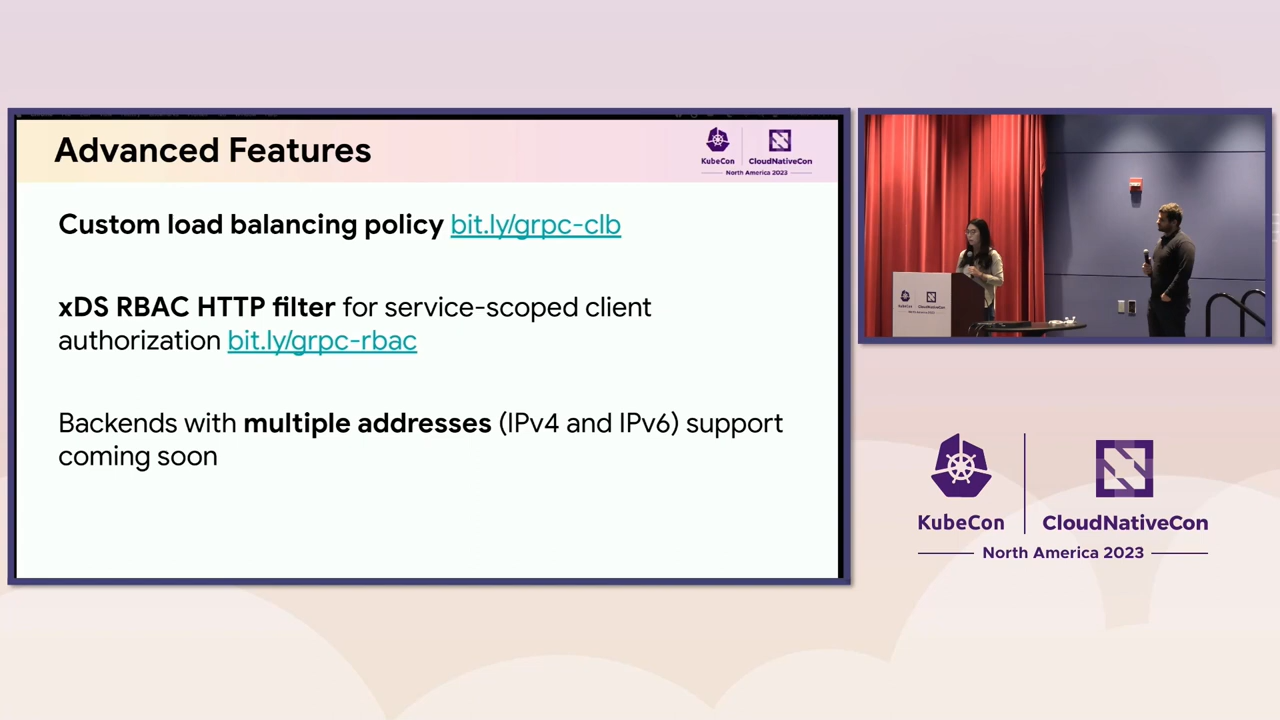 Advanced Features
KubeCon
CloudNativeCon
North America 2023
Custom load balancing policy bit.ly/grpc-clb
xDS RBAC HTTP filter for service-scoped client
authorization bit.ly/grpc-rbac
Backends with multiple addresses (IPv4 and IPv6) support
coming soon
KubeCon
CloudNativeCon
North America 2023